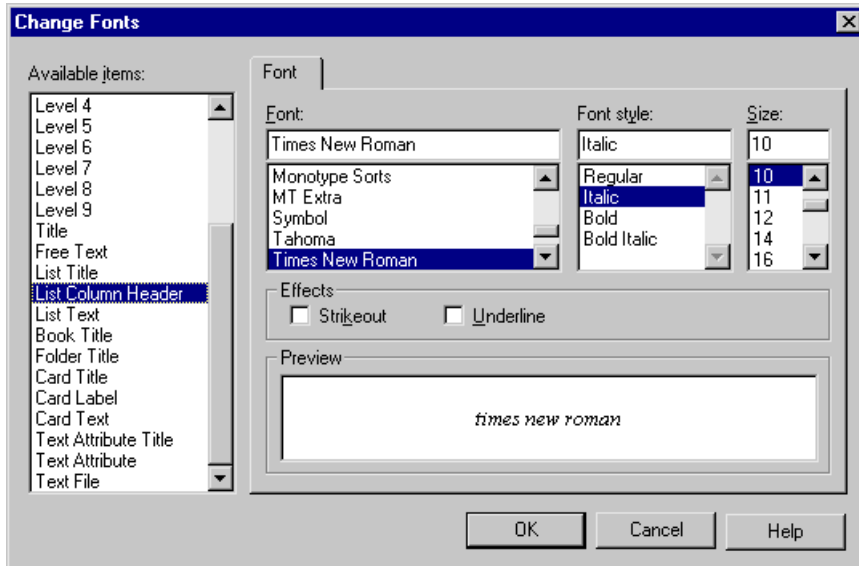 Change Fonts
Available items:
Level 4
Level 5
Level 6
Level 7
Level 8
Level 9
Title
Free Text
List Title
List Column Header
List Text
Book Title
Folder Title
Card Title
Card Label
Card Text
Text Attribute Title
Text Attribute
Text File
Font
Font:
Times New Roman
Monotype Sorts
MT Extra
Symbol
Tahoma
Times New Roman
Font style:
Italic
Regular
Italic
Bold
Bold Italic
Size:
10
10
11
12
14
16
Effects
Strikeout
Underline
Preview
times new roman
OK
Cancel
Help